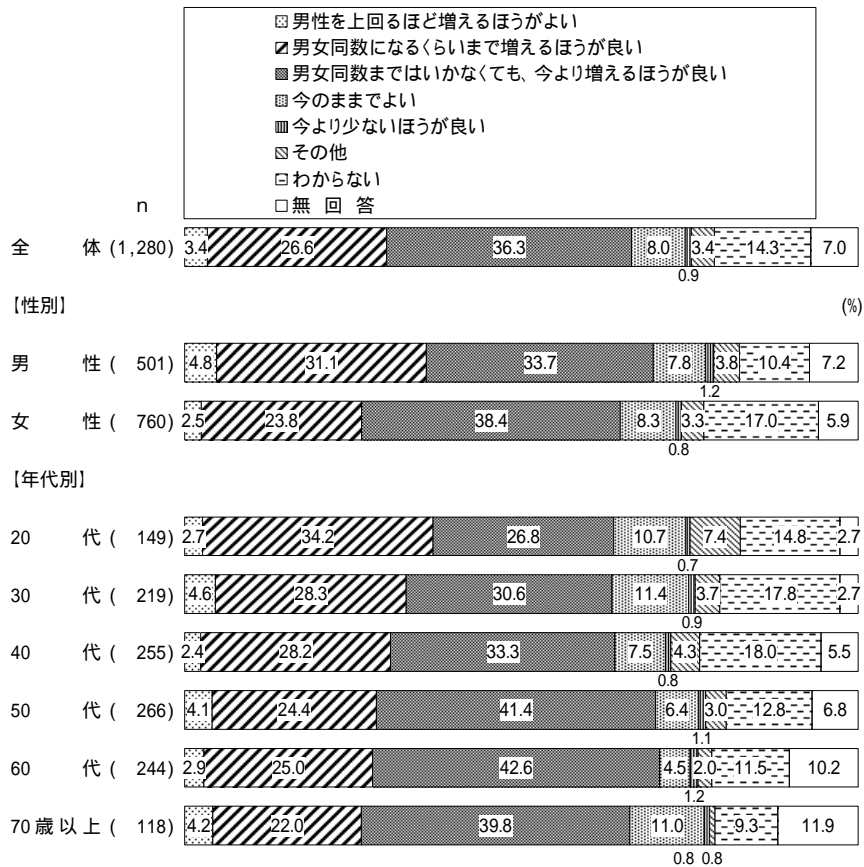 男性を上回るほど増えるほうがよい
男女同数になるくらいまで増えるほうが良い
男女同数まではいかなくても、今より増えるほうが良い
今のままでよい
今より少ないほうが良い
その他
わからない
無 回 答
n
全 体 (1,280) 3.4 26.6 36.3 8.0 3.4 14.3 7.0
0.9
【性別】 (%)
男 性 ( 501) 4.8 31.1 33.7 7.8 3.8 10.4 7.2
1.2
女 性 ( 760) 2.5 23.8 38.4 8.3 3.3 17.0 5.9
0.8
【年代別】
20 代 ( 149) 2.7 34.2 26.8 10.7 7.4 14.8 2.7
0.7
30 代 ( 219) 4.6 28.3 30.6 11.4 3.7 17.8 2.7
0.9
40 代 ( 255) 2.4 28.2 33.3 7.5 4.3 18.0 5.5
0.8
50 代 ( 266) 4.1 24.4 41.4 6.4 3.0 12.8 6.8
1.1
60 代 ( 244) 2.9 25.0 42.6 4.5 2.0 11.5 10.2
1.2
70歳以上 ( 118) 4.2 22.0 39.8 11.0 9.3 11.9
0.8 0.8